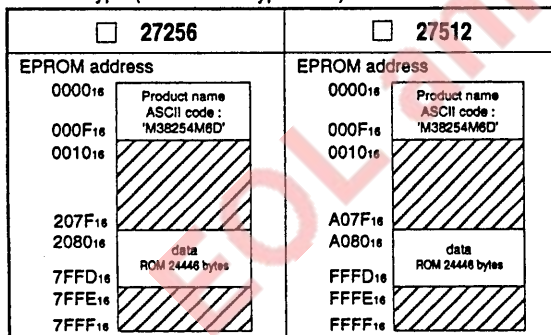 27256
EPROM address
0000₁₆
Product name
ASCII code :
'M38254M6D'
000F₁₆
0010₁₆
207F₁₆
2080₁₆
data
ROM 24446 bytes
7FFD₁₆
7FFE₁₆
7FFF₁₆
27512
EPROM address
0000₁₆
Product name
ASCII code :
'M38254M6D'
000F₁₆
0010₁₆
A07F₁₆
A080₁₆
data
ROM 24446 bytes
FFFD₁₆
FFFE₁₆
FFFF₁₆
EOL